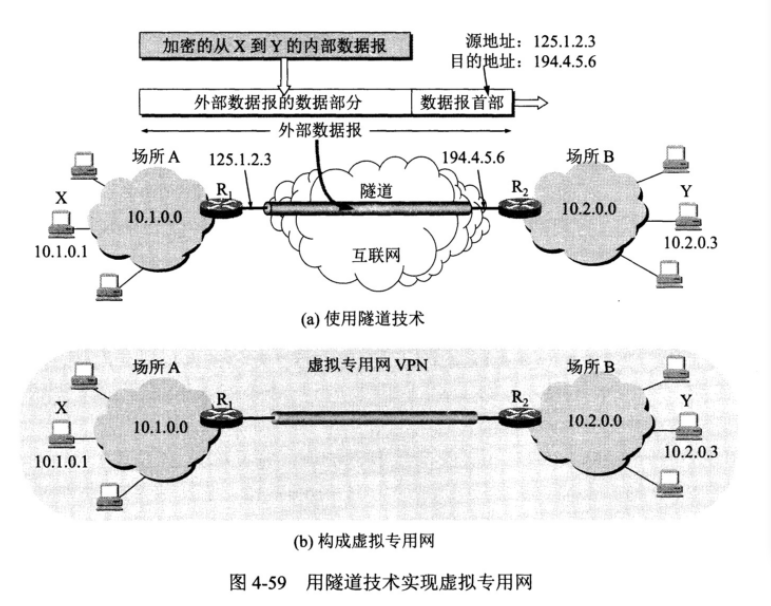 加密的从 X 到 Y 的内部数据报
源地址：125.1.2.3
目的地址：194.4.5.6
外部数据报的数据部分
数据报首部
外部数据报
场所 A
125.1.2.3
194.4.5.6
场所 B
X
R1
隧道
R2
Y
10.1.0.0
10.2.0.0
10.1.0.1
10.2.0.3
互联网
(a) 使用隧道技术
场所 A
虚拟专用网 VPN
场所 B
X
R1
R2
Y
10.1.0.0
10.2.0.0
10.1.0.1
10.2.0.3
(b) 构成虚拟专用网
图 4-59 用隧道技术实现虚拟专用网